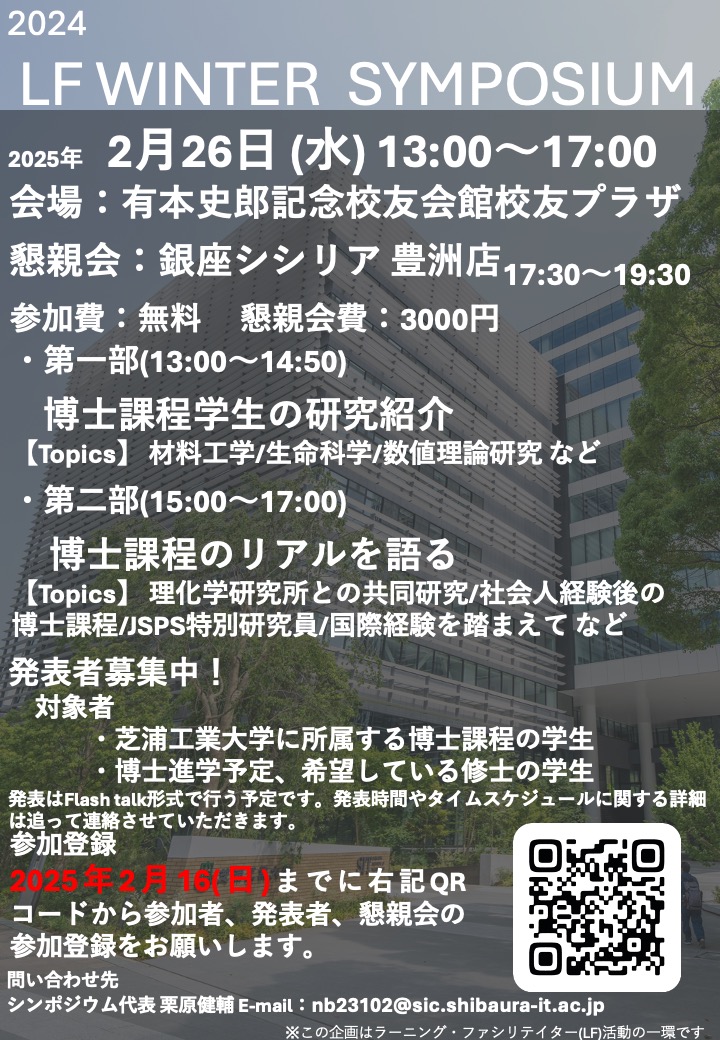 2024
LF WINTER SYMPOSIUM
2025年 2月26日 (水) 13:00～17:00
会場：有本史郎記念校友会館校友プラザ
懇親会：銀座シシリア 豊洲店17:30～19:30
参加費：無料 懇親会費：3000円
・第一部(13:00～14:50)
博士課程学生の研究紹介
【Topics】 材料工学/生命科学/数値理論研究 など
・第二部(15:00～17:00)
博士課程のリアルを語る
【Topics】 理化学研究所との共同研究/社会人経験後の
博士課程/JSPS特別研究員/国際経験を踏まえて など
発表者募集中！
対象者
・芝浦工業大学に所属する博士課程の学生
・博士進学予定、希望している修士の学生
発表はFlash talk形式で行う予定です。発表時間やタイムスケジュールに関する詳細
は追って連絡させていただきます。
参加登録
2025年2月16(日)までに右記QR
コードから参加者、発表者、懇親会の
参加登録をお願いします。
問い合わせ先
シンポジウム代表 栗原健輔 E-mail：nb23102@sic.shibaura-it.ac.jp
※この企画はラーニング・ファシリテイター(LF)活動の一環です